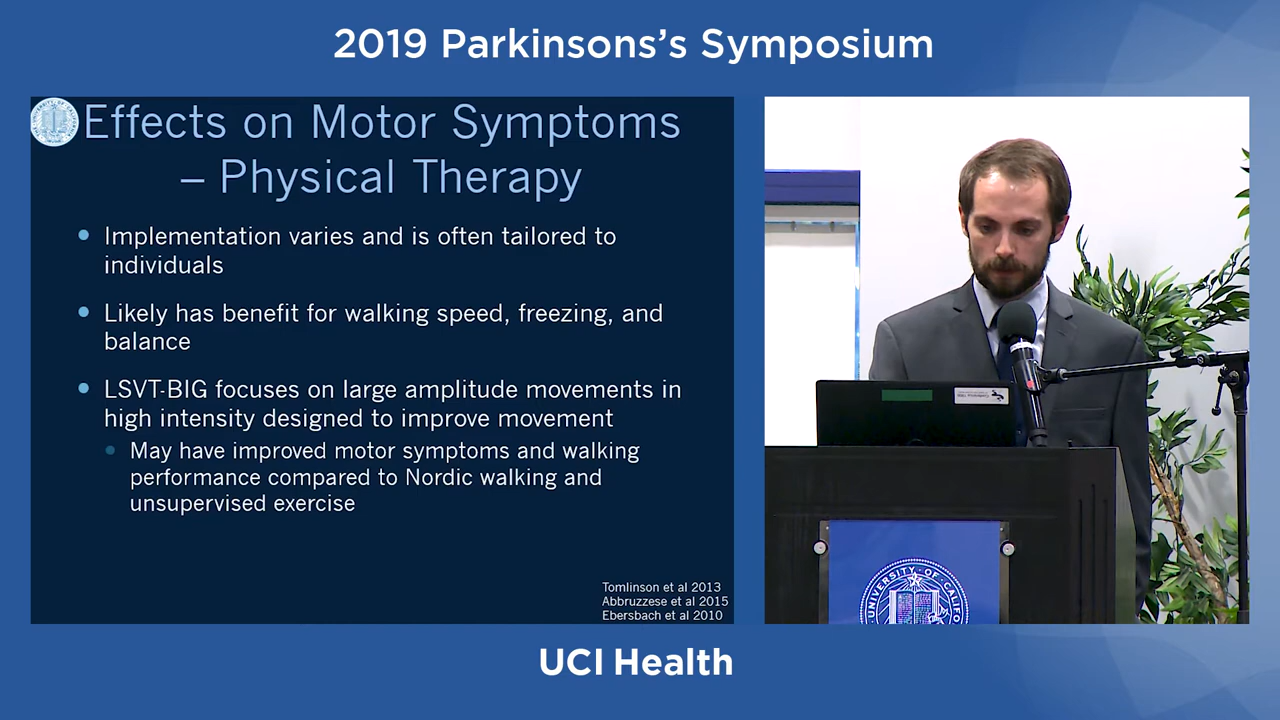 2019 Parkinsons's Symposium
Effects on Motor Symptoms
– Physical Therapy
Implementation varies and is often tailored to
individuals
Likely has benefit for walking speed, freezing, and
balance
LSVT-BIG focuses on large amplitude movements in
high intensity designed to improve movement
May have improved motor symptoms and walking
performance compared to Nordic walking and
unsupervised exercise
Tomlinson et al 2013
Abbruzzese et al 2015
Ebersbach et al 2010
UNIVERSITY OF
UCI Health